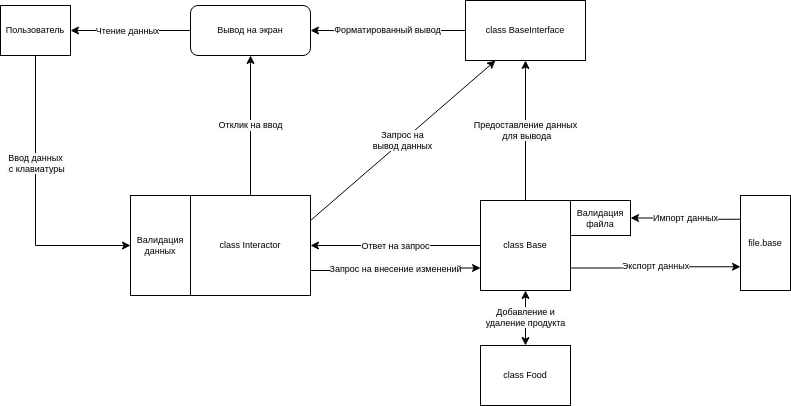 Пользователь
Чтение данных
Вывод на экран
Форматированный вывод
class BaseInterface
Отклик на ввод
Запрос на
вывод данных
Предоставление данных
для вывода
Ввод данных
с клавиатуры
Валидация
данных
class Interactor
Ответ на запрос
Запрос на внесение изменений
class Base
Валидация
файла
Импорт данных
Экспорт данных
file.base
Добавление и
удаление продукта
class Food